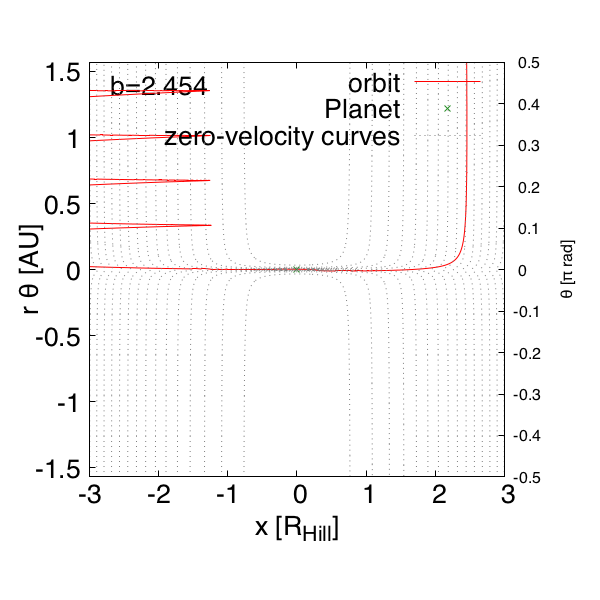 b=2.454
orbit
Planet
zero-velocity curves
1.5
1
0.5
0
-0.5
-1
-1.5
r θ [AU]
0.5
0.4
0.3
0.2
0.1
0
-0.1
-0.2
-0.3
-0.4
-0.5
θ [π rad]
-3 -2 -1 0 1 2 3
x [R_Hill]